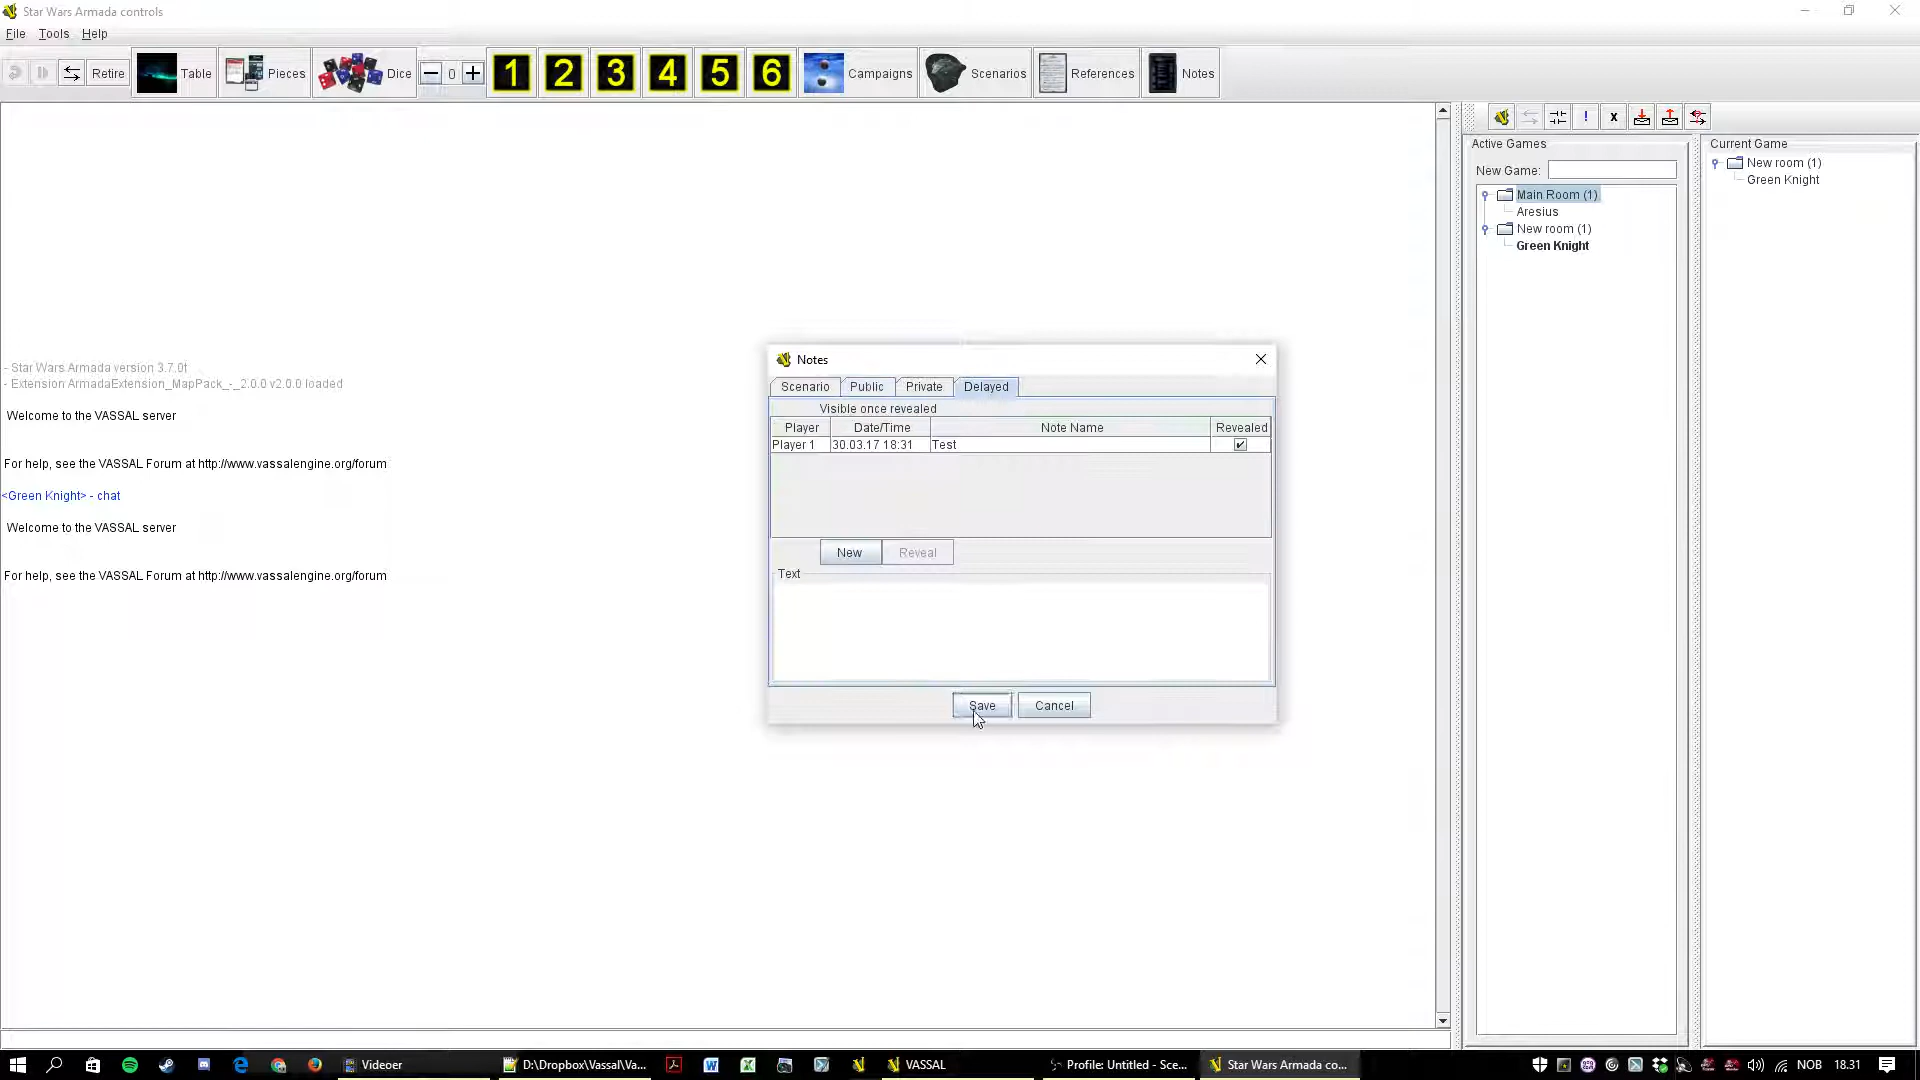 Star Wars Armada controls
File Tools Help
Retire Table Pieces Dice 0 1 2 3 4 5 6 Campaigns Scenarios References Notes
Active Games
New Game:
Main Room (1)
Aresius
New room (1)
Green Knight
Current Game
New room (1)
Green Knight
- Star Wars Armada version 3.7.0f
- Extension ArmadaExtension_MapPack_-_2.0.0 v2.0.0 loaded
Welcome to the VASSAL server
For help, see the VASSAL Forum at http://www.vassalengine.org/forum
<Green Knight> - chat
Welcome to the VASSAL server
For help, see the VASSAL Forum at http://www.vassalengine.org/forum
Notes
Scenario Public Private Delayed
Visible once revealed
Player Date/Time Note Name Revealed
Player 1 30.03.17 18:31 Test
New Reveal
Text
Save Cancel
Videoer D:\Dropbox\Vassal\Va... VASSAL Profile: Untitled - Sce... Star Wars Armada co... NOB 18.31